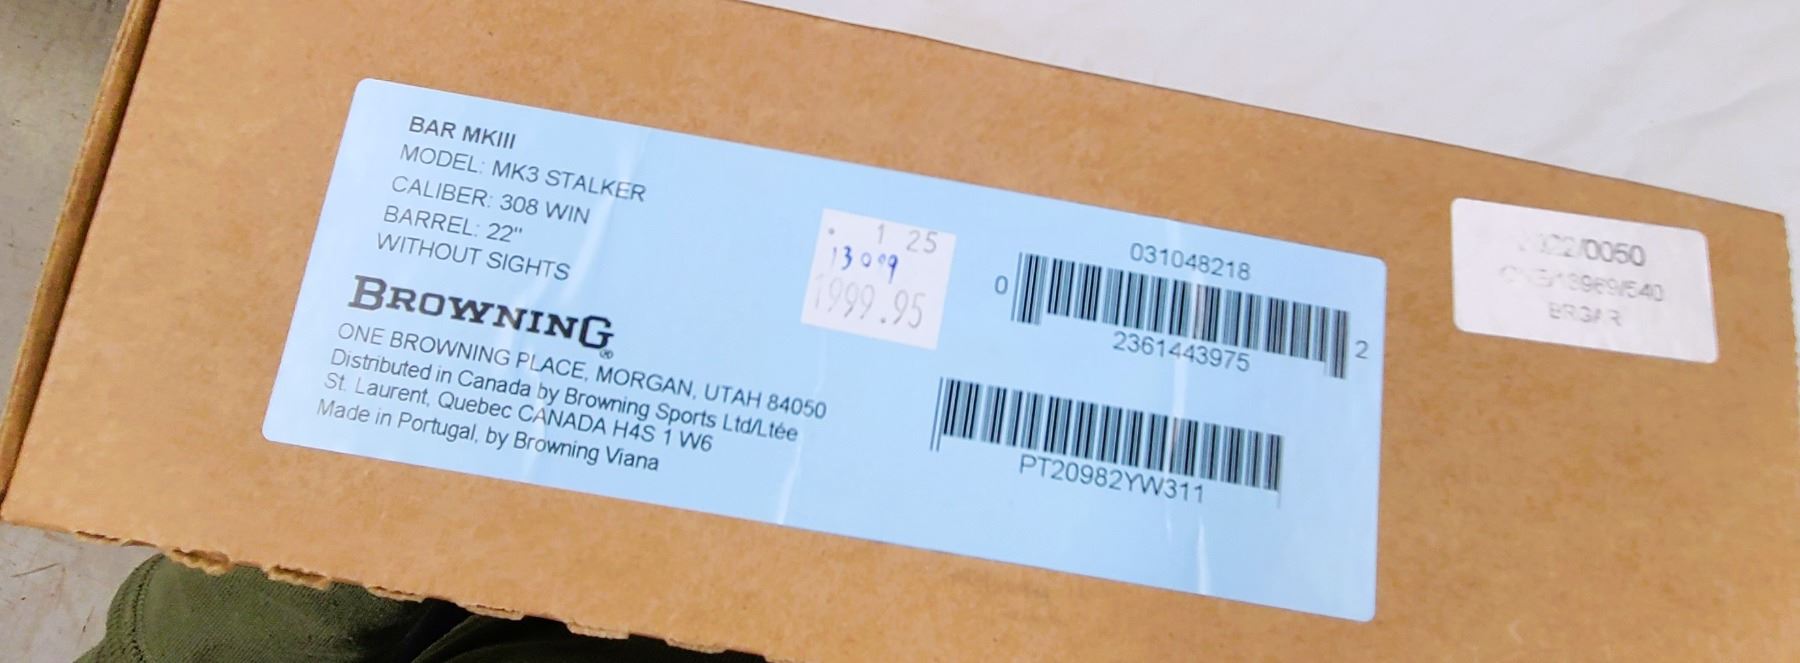 BAR MKIII
MODEL: MK3 STALKER
CALIBER: 308 WIN
BARREL: 22"
WITHOUT SIGHTS
BROWNING®
ONE BROWNING PLACE, MORGAN, UTAH 84050
Distributed in Canada by Browning Sports Ltd/Ltée
St. Laurent, Quebec CANADA H4S 1 W6
Made in Portugal, by Browning Viana
1 25
1999.95
031048218
0
2
2361443975
PT20982YW311
/0050